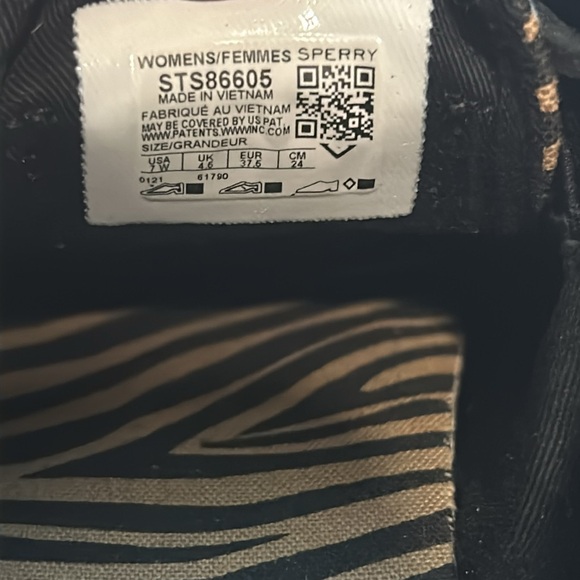 WOMENS/FEMMES SPERRY
STS86605
MADE IN VIETNAM
FABRIQUÉ AU VIETNAM
MAY BE COVERED BY US PAT.
WWW.PATENTS.WWWINC.COM
SIZE/GRANDEUR
USA UK EUR CM
7 W 4.5 37.5 24
0121 61790